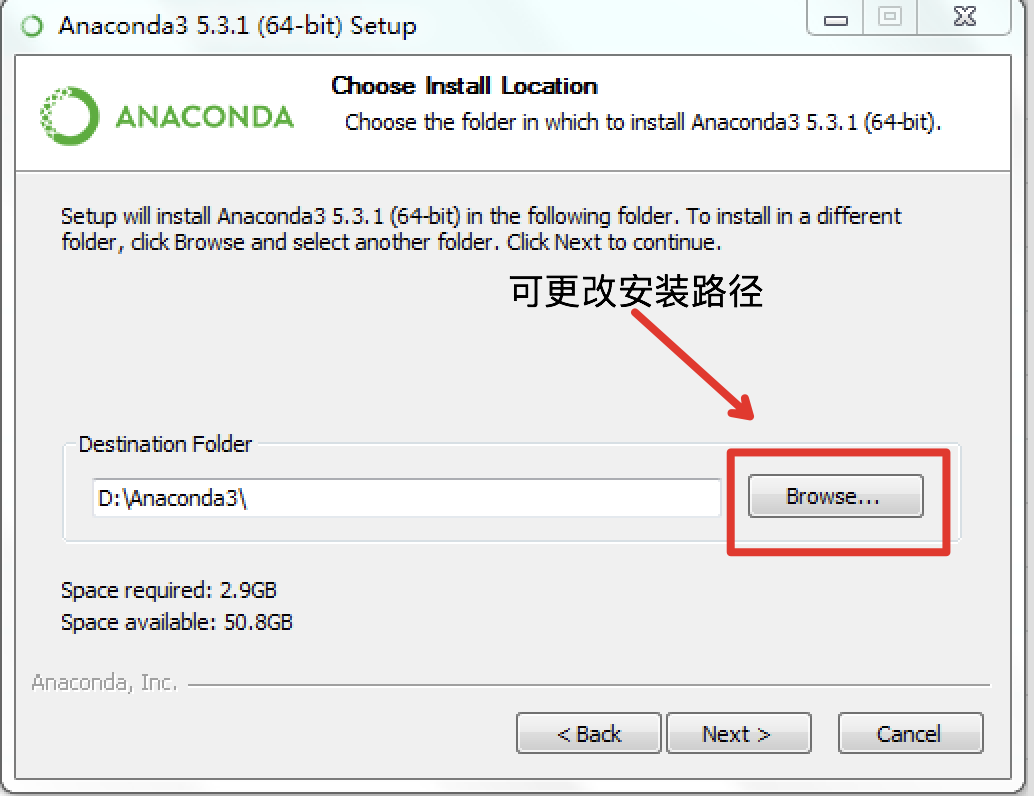 Anaconda3 5.3.1 (64-bit) Setup
ANACONDA
Choose Install Location
Choose the folder in which to install Anaconda3 5.3.1 (64-bit).
Setup will install Anaconda3 5.3.1 (64-bit) in the following folder. To install in a different
folder, click Browse and select another folder. Click Next to continue.
可更改安装路径
Destination Folder
D:\Anaconda3\
Browse...
Space required: 2.9GB
Space available: 50.8GB
Anaconda, Inc.
< Back
Next >
Cancel